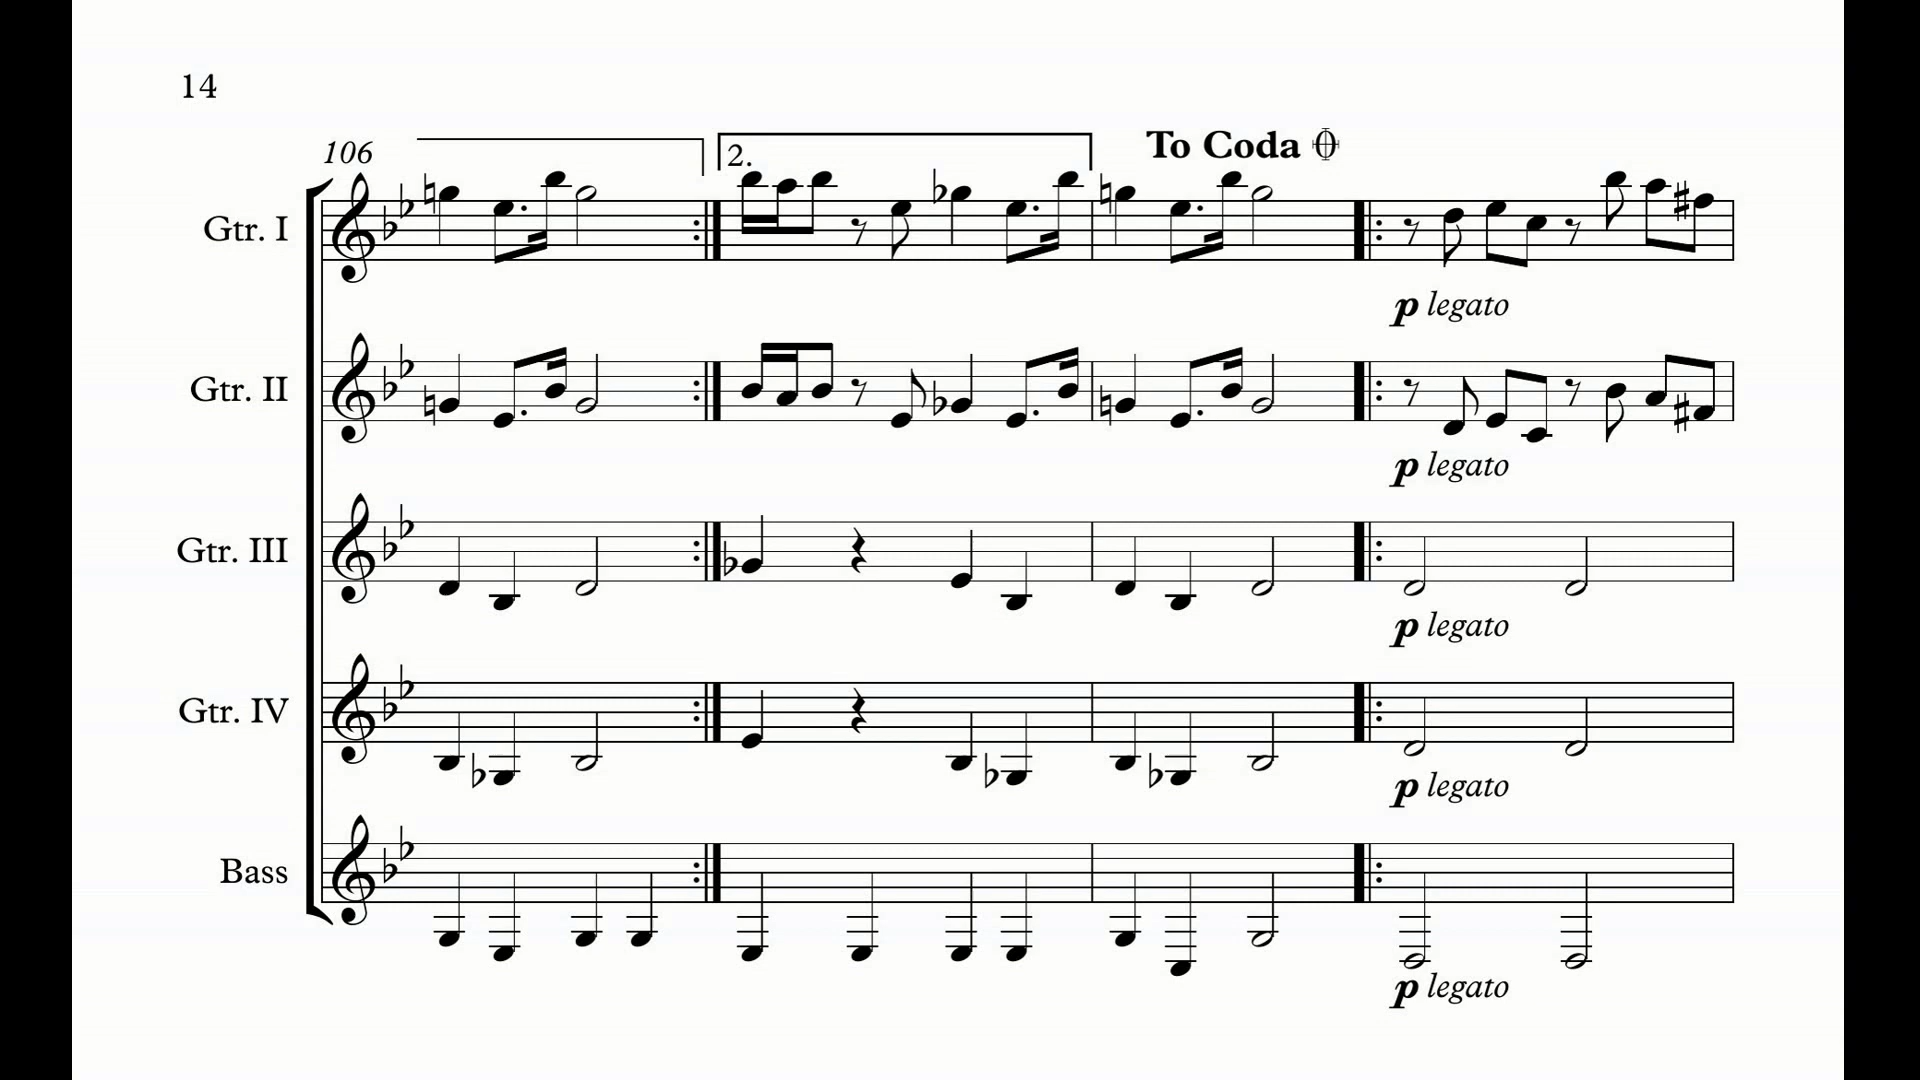 14
106
2.
To Coda
Gtr. I
p legato
Gtr. II
p legato
Gtr. III
p legato
Gtr. IV
p legato
Bass
p legato